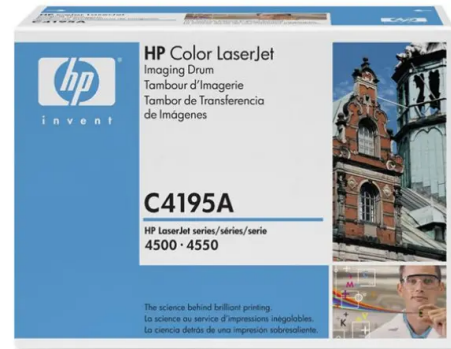 C4195A
hp
invent
HP Color LaserJet
Imaging Drum
Tambour d'Imagerie
Tambor de Transferencia
de Imágenes
C4195A
HP LaserJet series/séries/serie
4500 · 4550
The science behind brilliant printing.
La science au service d'impressions inégalables.
La ciencia detrás de una impresión sobresaliente.
M
K